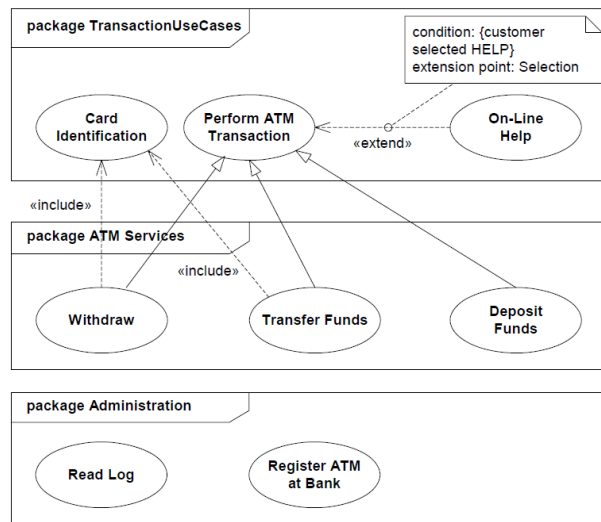 package TransactionUseCases
condition: {customer
selected HELP}
extension point: Selection
Card
Identification
Perform ATM
Transaction
On-Line
Help
«extend»
«include»
package ATM Services
«include»
Withdraw
Transfer Funds
Deposit
Funds
package Administration
Read Log
Register ATM
at Bank